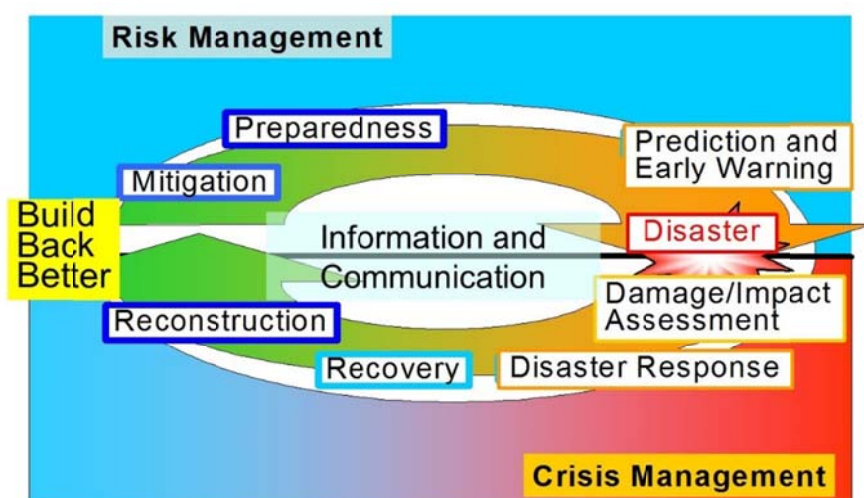 Risk Management
Preparedness
Prediction and
Early Warning
Mitigation
Build
Back
Better
Information and
Communication
Disaster
Damage/Impact
Assessment
Reconstruction
Recovery
Disaster Response
Crisis Management